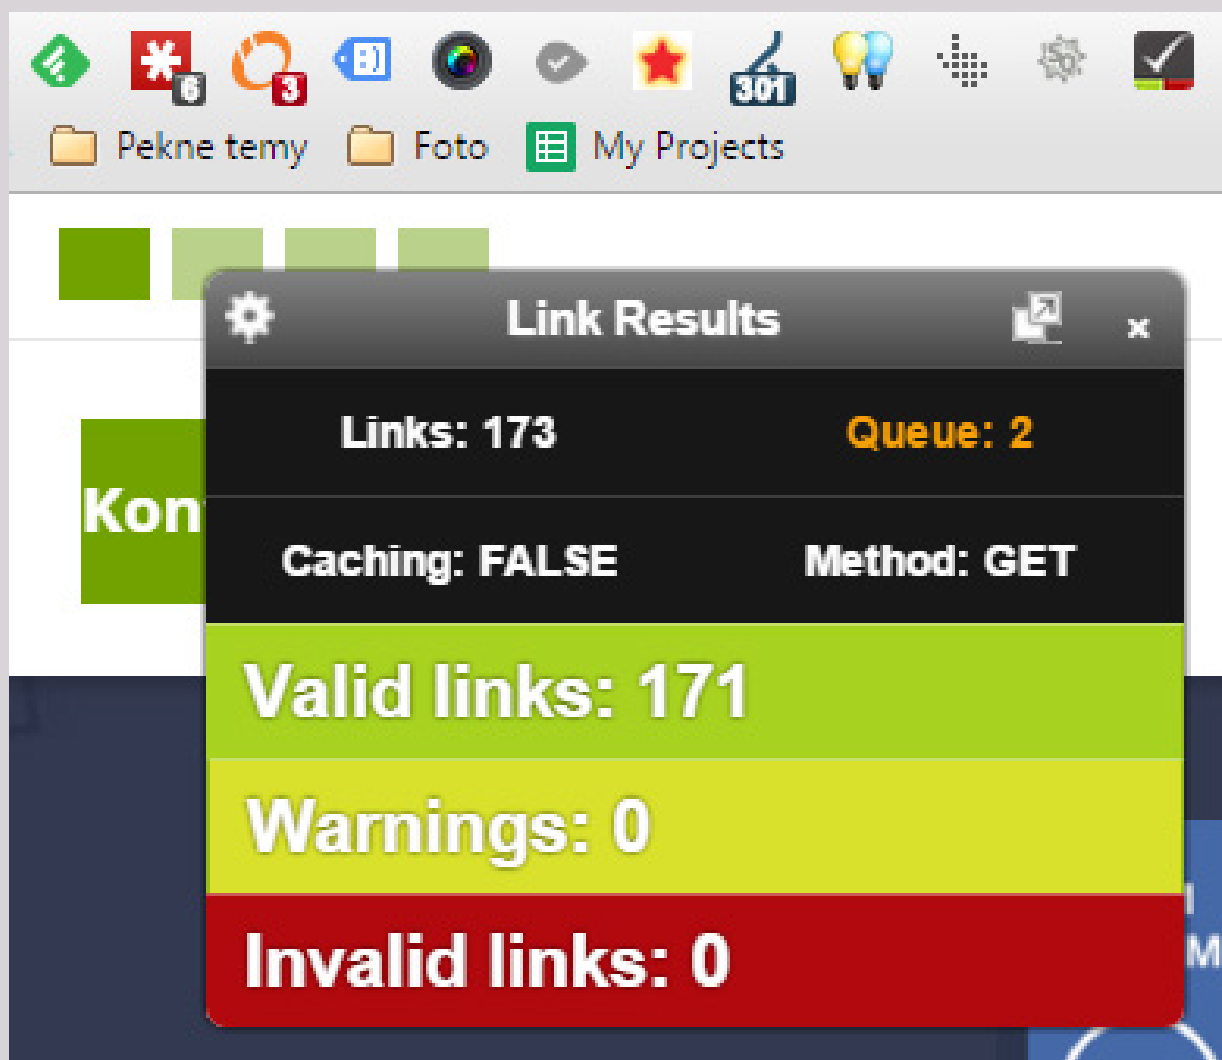 6 3 :) 301 50
Pekne temy Foto My Projects
Link Results x
Links: 173 Queue: 2
Kon
Caching: FALSE Method: GET
Valid links: 171
Warnings: 0
M
Invalid links: 0